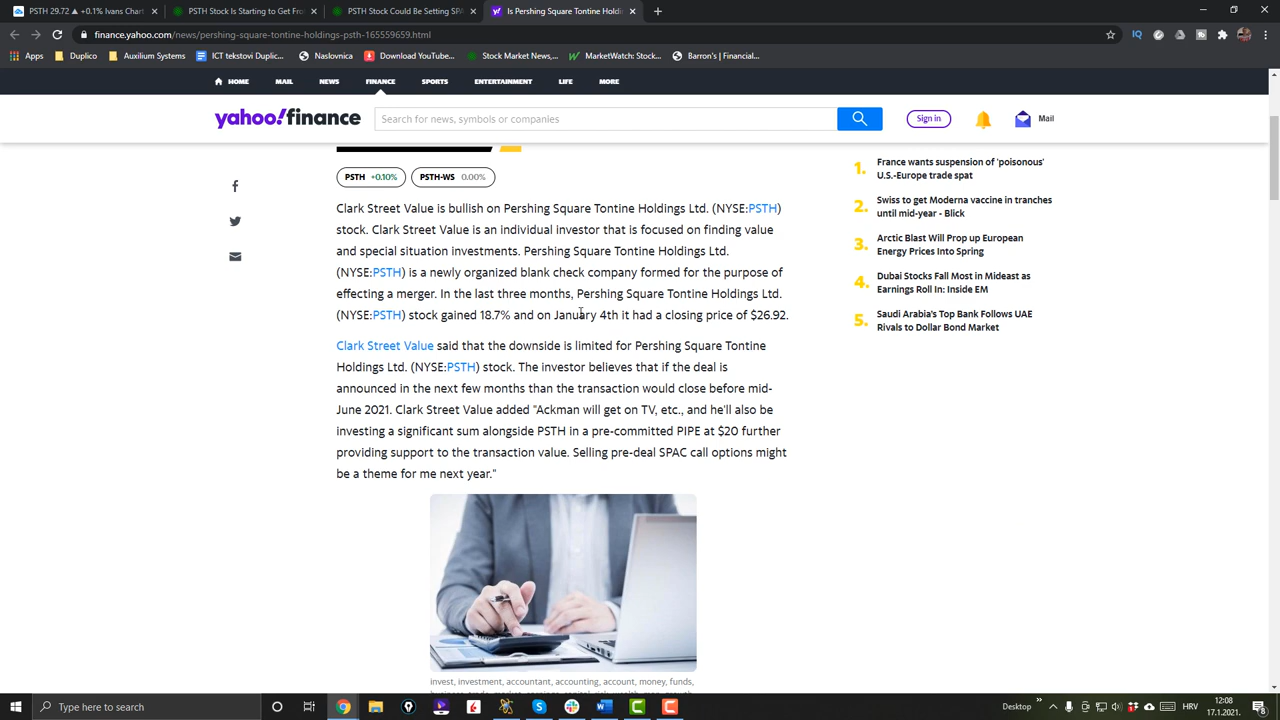 PSTH 29.72 ▲ +0.1% Ivans Chart
PSTH Stock Is Starting to Get Fro
PSTH Stock Could Be Setting
Is Pershing Square Tontine Holdings
finance.yahoo.com/news/pershing-square-tontine-holdings-psth-165559659.html
Apps Duplico Auxilium Systems ICT tekstovi Duplico... Naslovnica Download YouTube... Stock Market News,... MarketWatch: Stock... Barron's | Financial...
HOME MAIL NEWS FINANCE SPORTS ENTERTAINMENT LIFE MORE
yahoo!finance Search for news, symbols or companies Sign in Mail
PSTH +0.10% PSTH-WS 0.00%
Clark Street Value is bullish on Pershing Square Tontine Holdings Ltd. (NYSE:PSTH)
stock. Clark Street Value is an individual investor that is focused on finding value
and special situation investments. Pershing Square Tontine Holdings Ltd.
(NYSE:PSTH) is a newly organized blank check company formed for the purpose of
effecting a merger. In the last three months, Pershing Square Tontine Holdings Ltd.
(NYSE:PSTH) stock gained 18.7% and on January 4th it had a closing price of $26.92.
Clark Street Value said that the downside is limited for Pershing Square Tontine
Holdings Ltd. (NYSE:PSTH) stock. The investor believes that if the deal is
announced in the next few months than the transaction would close before mid-
June 2021. Clark Street Value added "Ackman will get on TV, etc., and he'll also be
investing a significant sum alongside PSTH in a pre-committed PIPE at $20 further
providing support to the transaction value. Selling pre-deal SPAC call options might
be a theme for me next year."
invest, investment, accountant, accounting, account, money, funds,
1. France wants suspension of 'poisonous'
U.S.-Europe trade spat
2. Swiss to get Moderna vaccine in tranches
until mid-year - Blick
3. Arctic Blast Will Prop up European
Energy Prices Into Spring
4. Dubai Stocks Fall Most in Mideast as
Earnings Roll In: Inside EM
5. Saudi Arabia's Top Bank Follows UAE
Rivals to Dollar Bond Market
Type here to search
Desktop HRV 12:08
17.1.2021.